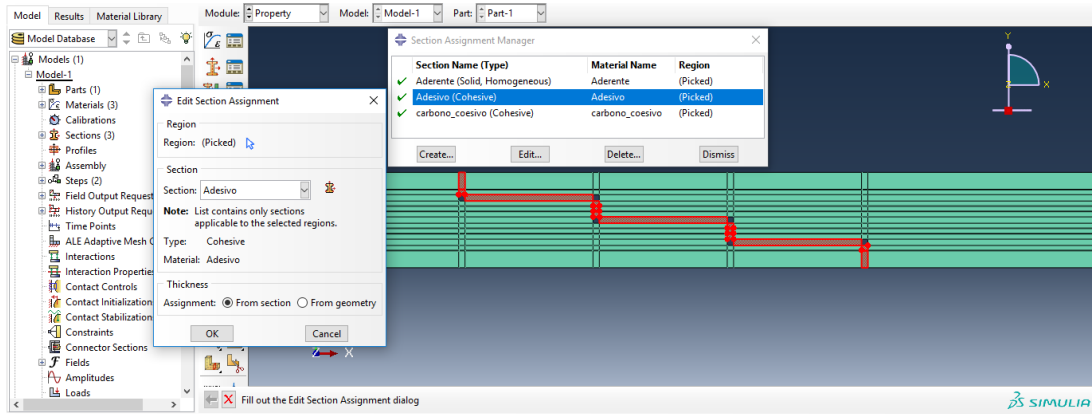 Model Results Material Library
Module: Property Model: Model-1 Part: Part-1
Model Database
Models (1)
Model-1
Parts (1)
Materials (3)
Calibrations
Sections (3)
Profiles
Assembly
Steps (2)
Field Output Request
History Output Requ
Time Points
ALE Adaptive Mesh C
Interactions
Interaction Propertie
Contact Controls
Contact Initialization
Contact Stabilization
Constraints
Connector Sections
Fields
Amplitudes
Loads
Edit Section Assignment
Region
Region: (Picked)
Section
Section: Adesivo
Note: List contains only sections
applicable to the selected regions.
Type: Cohesive
Material: Adesivo
Thickness
Assignment: From section From geometry
OK Cancel
Section Assignment Manager
Section Name (Type) Material Name Region
Aderente (Solid, Homogeneous) Aderente (Picked)
Adesivo (Cohesive) Adesivo (Picked)
carbono_coesivo (Cohesive) carbono_coesivo (Picked)
Create... Edit... Delete... Dismiss
Y
Z
X
Z X
Fill out the Edit Section Assignment dialog
SIMULIA